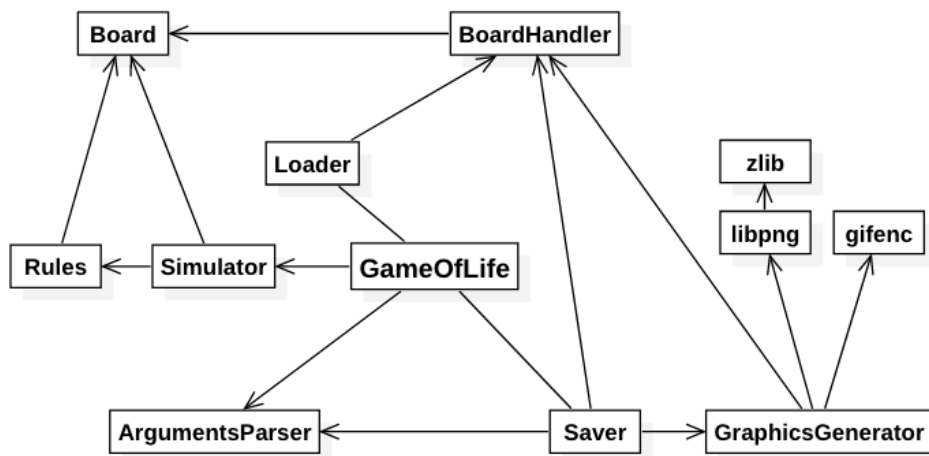 Board
BoardHandler
Loader
zlib
libpng
gifenc
Rules
Simulator
GameOfLife
ArgumentsParser
Saver
GraphicsGenerator